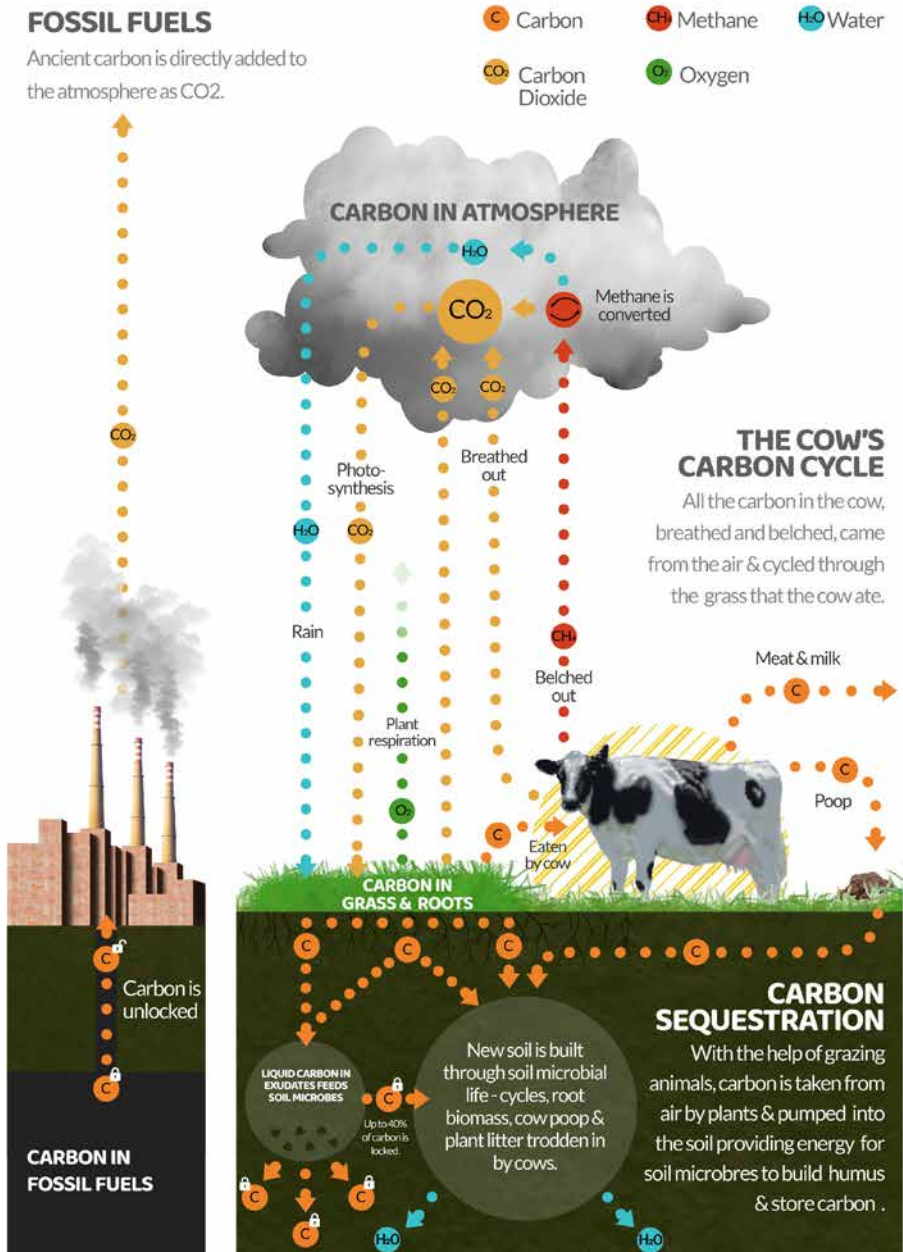 FOSSIL FUELS
Ancient carbon is directly added to
the atmosphere as CO2.
C Carbon
CH₄ Methane
H₂O Water
CO₂ Carbon
Dioxide
O₂ Oxygen
CARBON IN ATMOSPHERE
H₂O
CO₂
Methane is
converted
CO₂
CO₂
CO₂
Photo-
synthesis
Breathed
out
H₂O
CO₂
THE COW'S
CARBON CYCLE
All the carbon in the cow,
breathed and belched, came
from the air & cycled through
the grass that the cow ate.
Rain
CH₄
Belched
out
Meat & milk
C
Plant
respiration
O₂
C
Eaten
by cow
C
Poop
CARBON IN
GRASS & ROOTS
C
Carbon is
unlocked
C
C
C
C
C
CARBON
SEQUESTRATION
With the help of grazing
animals, carbon is taken from
air by plants & pumped into
the soil providing energy for
soil microbres to build humus
& store carbon .
LIQUID CARBON IN
EXUDATES FEEDS
SOIL MICROBES
C
Up to 40%
of carbon is
locked.
New soil is built
through soil microbial
life - cycles, root
biomass, cow poop &
plant litter trodden in
by cows.
CARBON IN
FOSSIL FUELS
C
C
C
H₂O
H₂O